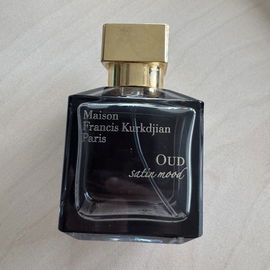 Maison
Francis Kurkdjian
Paris
OUD
satin mood